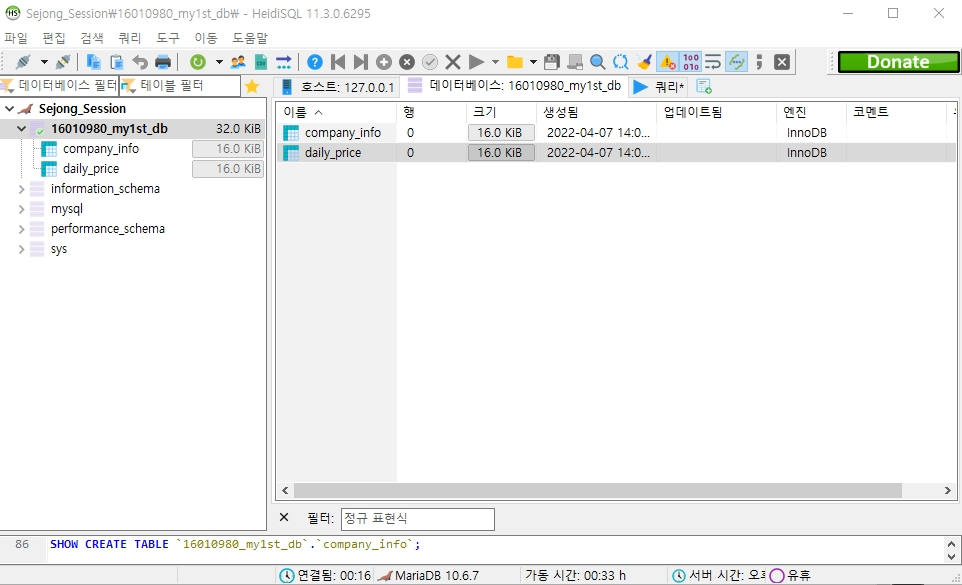 Sejong_Session₩16010980_my1st_db₩ - HeidiSQL 11.3.0.6295
파일 편집 검색 쿼리 도구 이동 도움말
Donate
데이터베이스 필터 테이블 필터
호스트: 127.0.0.1 데이터베이스: 16010980_my1st_db 쿼리*
Sejong_Session
16010980_my1st_db 32.0 KiB
company_info 16.0 KiB
daily_price 16.0 KiB
information_schema
mysql
performance_schema
sys
이름 행 크기 생성됨 업데이트됨 엔진 코멘트
company_info 0 16.0 KiB 2022-04-07 14:0... InnoDB
daily_price 0 16.0 KiB 2022-04-07 14:0... InnoDB
필터: 정규 표현식
86 SHOW CREATE TABLE `16010980_my1st_db`.`company_info`;
연결됨: 00:16 MariaDB 10.6.7 가동 시간: 00:33 h 서버 시간: 오후 유휴